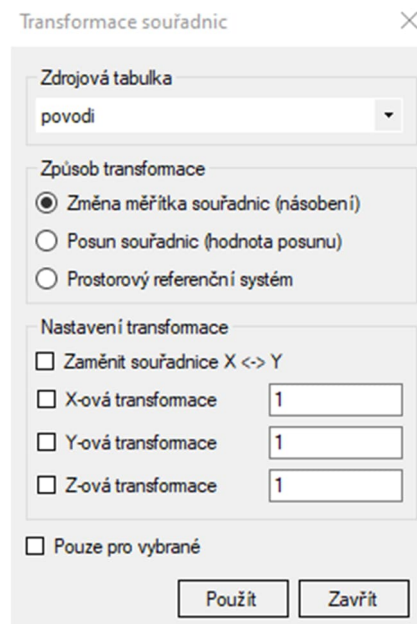 Transformace souřadnic
Zdrojová tabulka
povodi
Způsob transformace
Změna měřítka souřadnic (násobení)
Posun souřadnic (hodnota posunu)
Prostorový referenční systém
Nastavení transformace
Zaměnit souřadnice X <-> Y
X-ová transformace 1
Y-ová transformace 1
Z-ová transformace 1
Pouze pro vybrané
Použít Zavřít